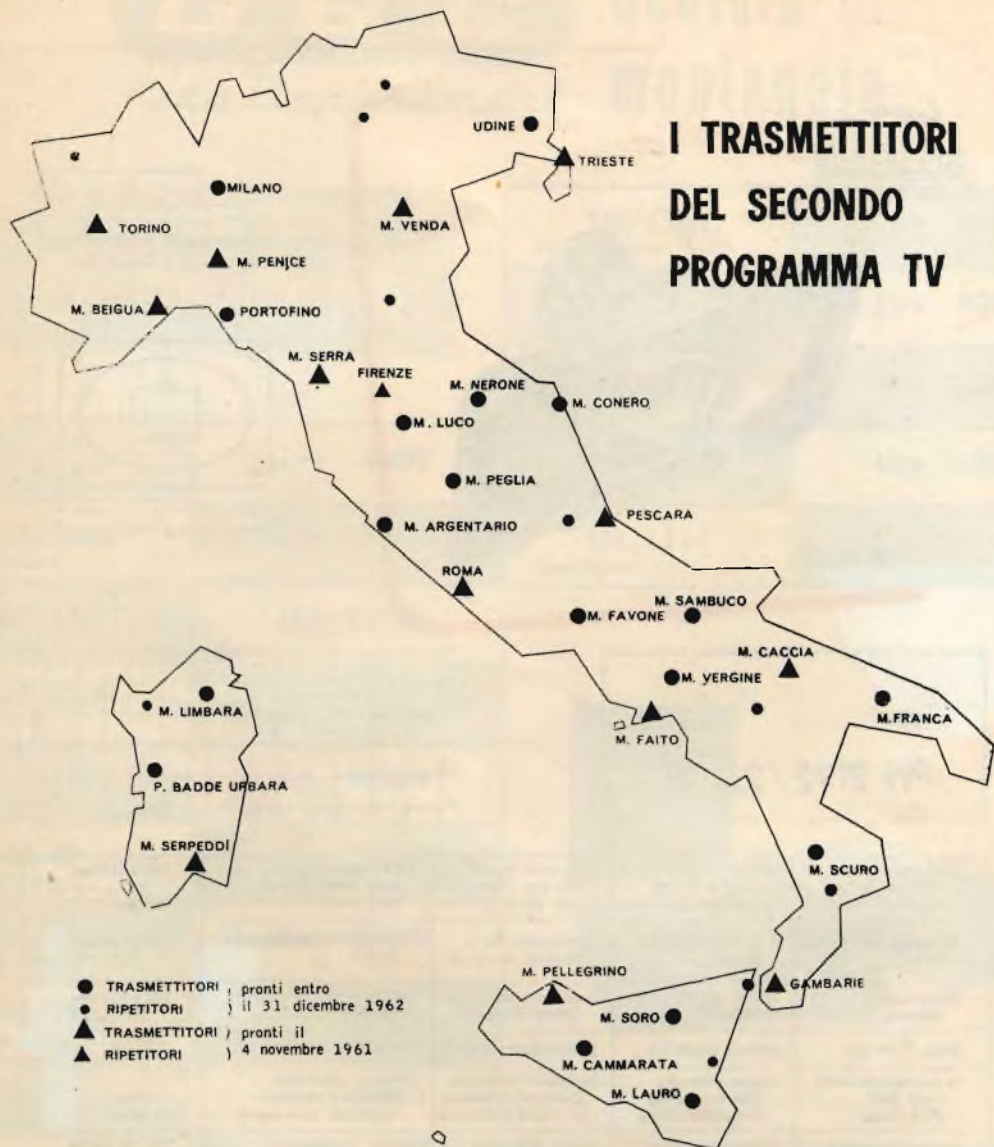 I TRASMETTITORI
DEL SECONDO
PROGRAMMA TV
UDINE
TRIESTE
MILANO
M. VENDA
TORINO
M. PENICE
M. BEIGUA
PORTOFINO
M. SERRA
FIRENZE
M. NERONE
M. CONERO
M. LUCO
M. PEGLIA
M. ARGENTARIO
PESCARA
ROMA
M. FAVONE
M. SAMBUCO
M. CACCIA
M. VERGINE
M. FRANCA
M. FAITO
M. LIMBARA
P. BADDE URBARA
M. SERPEDDÌ
M. SCURO
M. PELLEGRINO
GAMBARIE
M. SORO
M. CAMMARATA
M. LAURO
TRASMETTITORI ) pronti entro
RIPETITORI ) il 31 dicembre 1962
TRASMETTITORI ) pronti il
RIPETITORI ) 4 novembre 1961